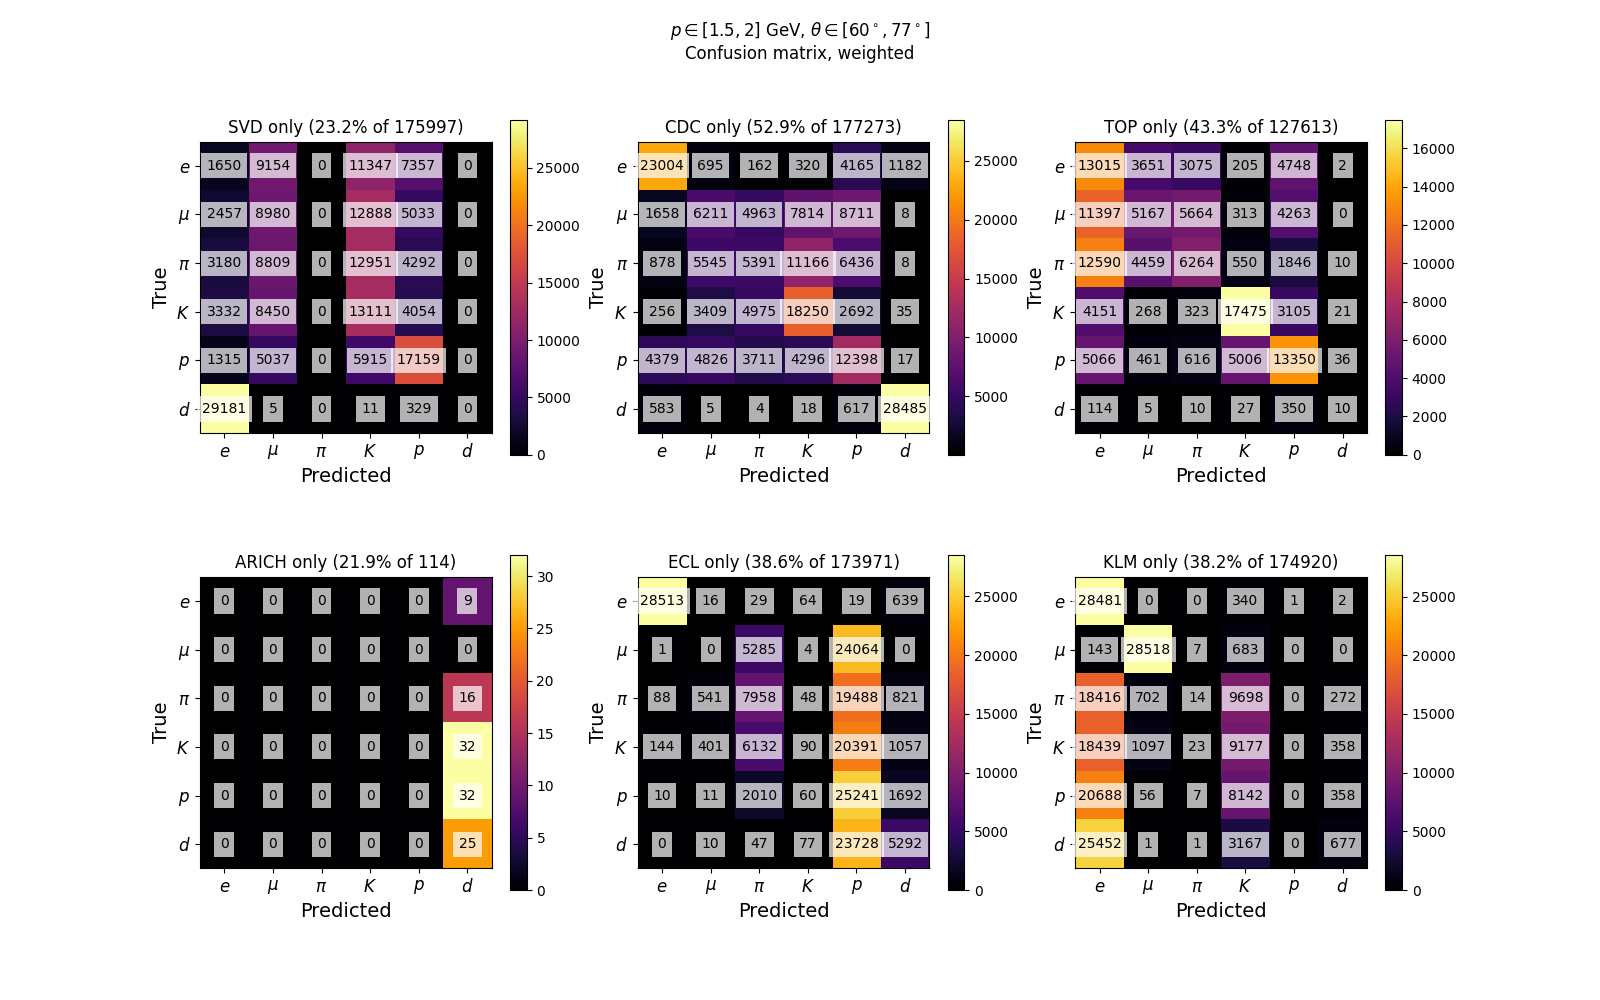 p ∈ [1.5, 2] GeV, θ ∈ [60°, 77°]
Confusion matrix, weighted
SVD only (23.2% of 175997)
e 1650 9154 0 11347 7357 0
μ 2457 8980 0 12888 5033 0
π 3180 8809 0 12951 4292 0
K 3332 8450 0 13111 4054 0
p 1315 5037 0 5915 17159 0
d 29181 5 0 11 329 0
e μ π K p d
Predicted
True
25000
20000
15000
10000
5000
0
CDC only (52.9% of 177273)
23004 695 162 320 4165 1182
1658 6211 4963 7814 8711 8
878 5545 5391 11166 6436 8
256 3409 4975 18250 2692 35
4379 4826 3711 4296 12398 17
583 5 4 18 617 28485
e μ π K p d
Predicted
True
25000
20000
15000
10000
5000
TOP only (43.3% of 127613)
e 13015 3651 3075 205 4748 2
μ 11397 5167 5664 313 4263 0
π 12590 4459 6264 550 1846 10
K 4151 268 323 17475 3105 21
p 5066 461 616 5006 13350 36
d 114 5 10 27 350 10
e μ π K p d
Predicted
True
16000
14000
12000
10000
8000
6000
4000
2000
0
ARICH only (21.9% of 114)
e 0 0 0 0 0 9
μ 0 0 0 0 0 0
π 0 0 0 0 0 16
K 0 0 0 0 0 32
p 0 0 0 0 0 32
d 0 0 0 0 0 25
e μ π K p d
Predicted
True
30
25
20
15
10
5
0
ECL only (38.6% of 173971)
e 28513 16 29 64 19 639
μ 1 0 5285 4 24064 0
π 88 541 7958 48 19488 821
K 144 401 6132 90 20391 1057
p 10 11 2010 60 25241 1692
d 0 10 47 77 23728 5292
e μ π K p d
Predicted
True
25000
20000
15000
10000
5000
0
KLM only (38.2% of 174920)
e 28481 0 0 340 1 2
μ 143 28518 7 683 0 0
π 18416 702 14 9698 0 272
K 18439 1097 23 9177 0 358
p 20688 56 7 8142 0 358
d 25452 1 1 3167 0 677
e μ π K p d
Predicted
True
25000
20000
15000
10000
5000
0